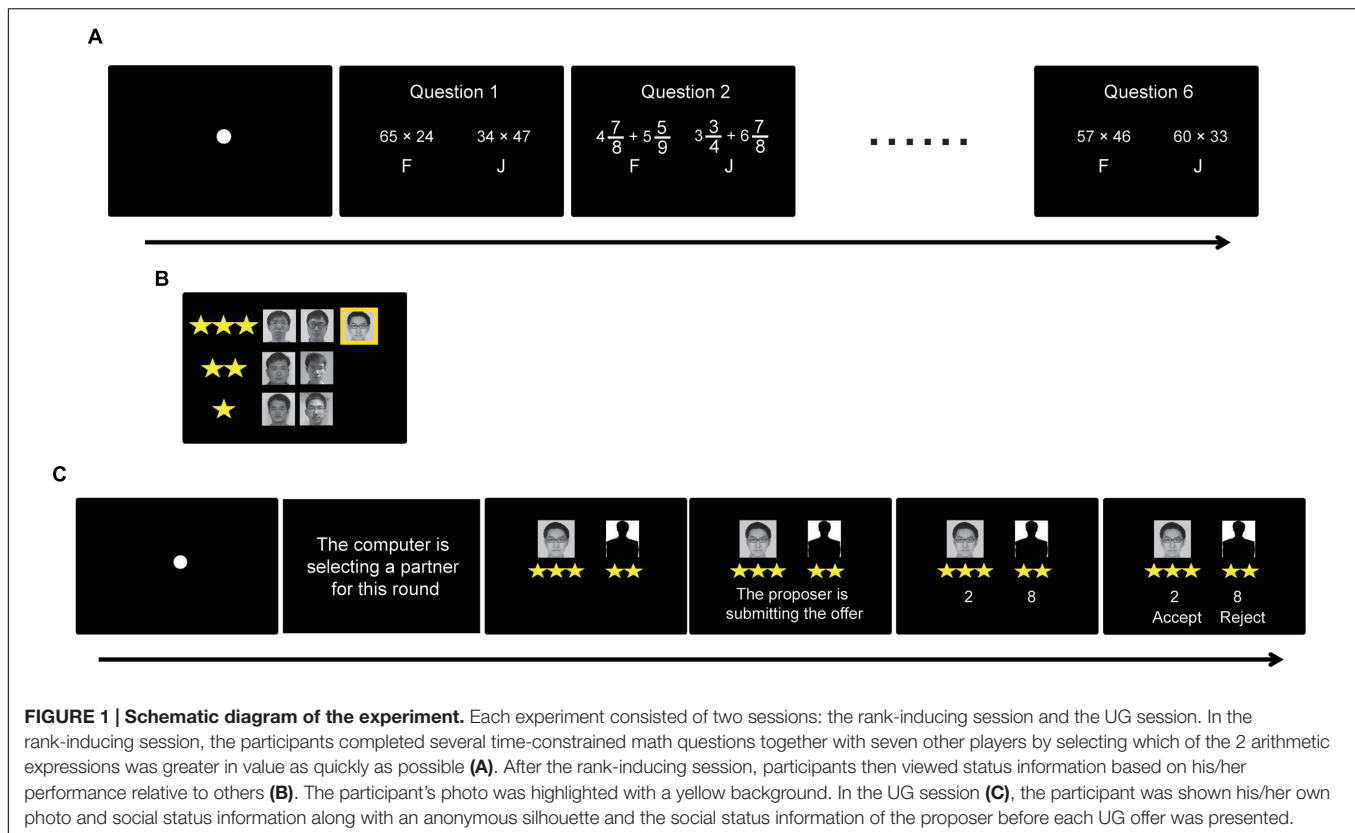 A
Question 1
65 × 24 34 × 47
F J
Question 2
4 7/8 + 5 5/9 3 3/4 + 6 7/8
F J
......
Question 6
57 × 46 60 × 33
F J
B
C
The computer is
selecting a partner
for this round
The proposer is
submitting the offer
2 8
2 8
Accept Reject
FIGURE 1 | Schematic diagram of the experiment. Each experiment consisted of two sessions: the rank-inducing session and the UG session. In the
rank-inducing session, the participants completed several time-constrained math questions together with seven other players by selecting which of the 2 arithmetic
expressions was greater in value as quickly as possible (A). After the rank-inducing session, participants then viewed status information based on his/her
performance relative to others (B). The participant's photo was highlighted with a yellow background. In the UG session (C), the participant was shown his/her own
photo and social status information along with an anonymous silhouette and the social status information of the proposer before each UG offer was presented.